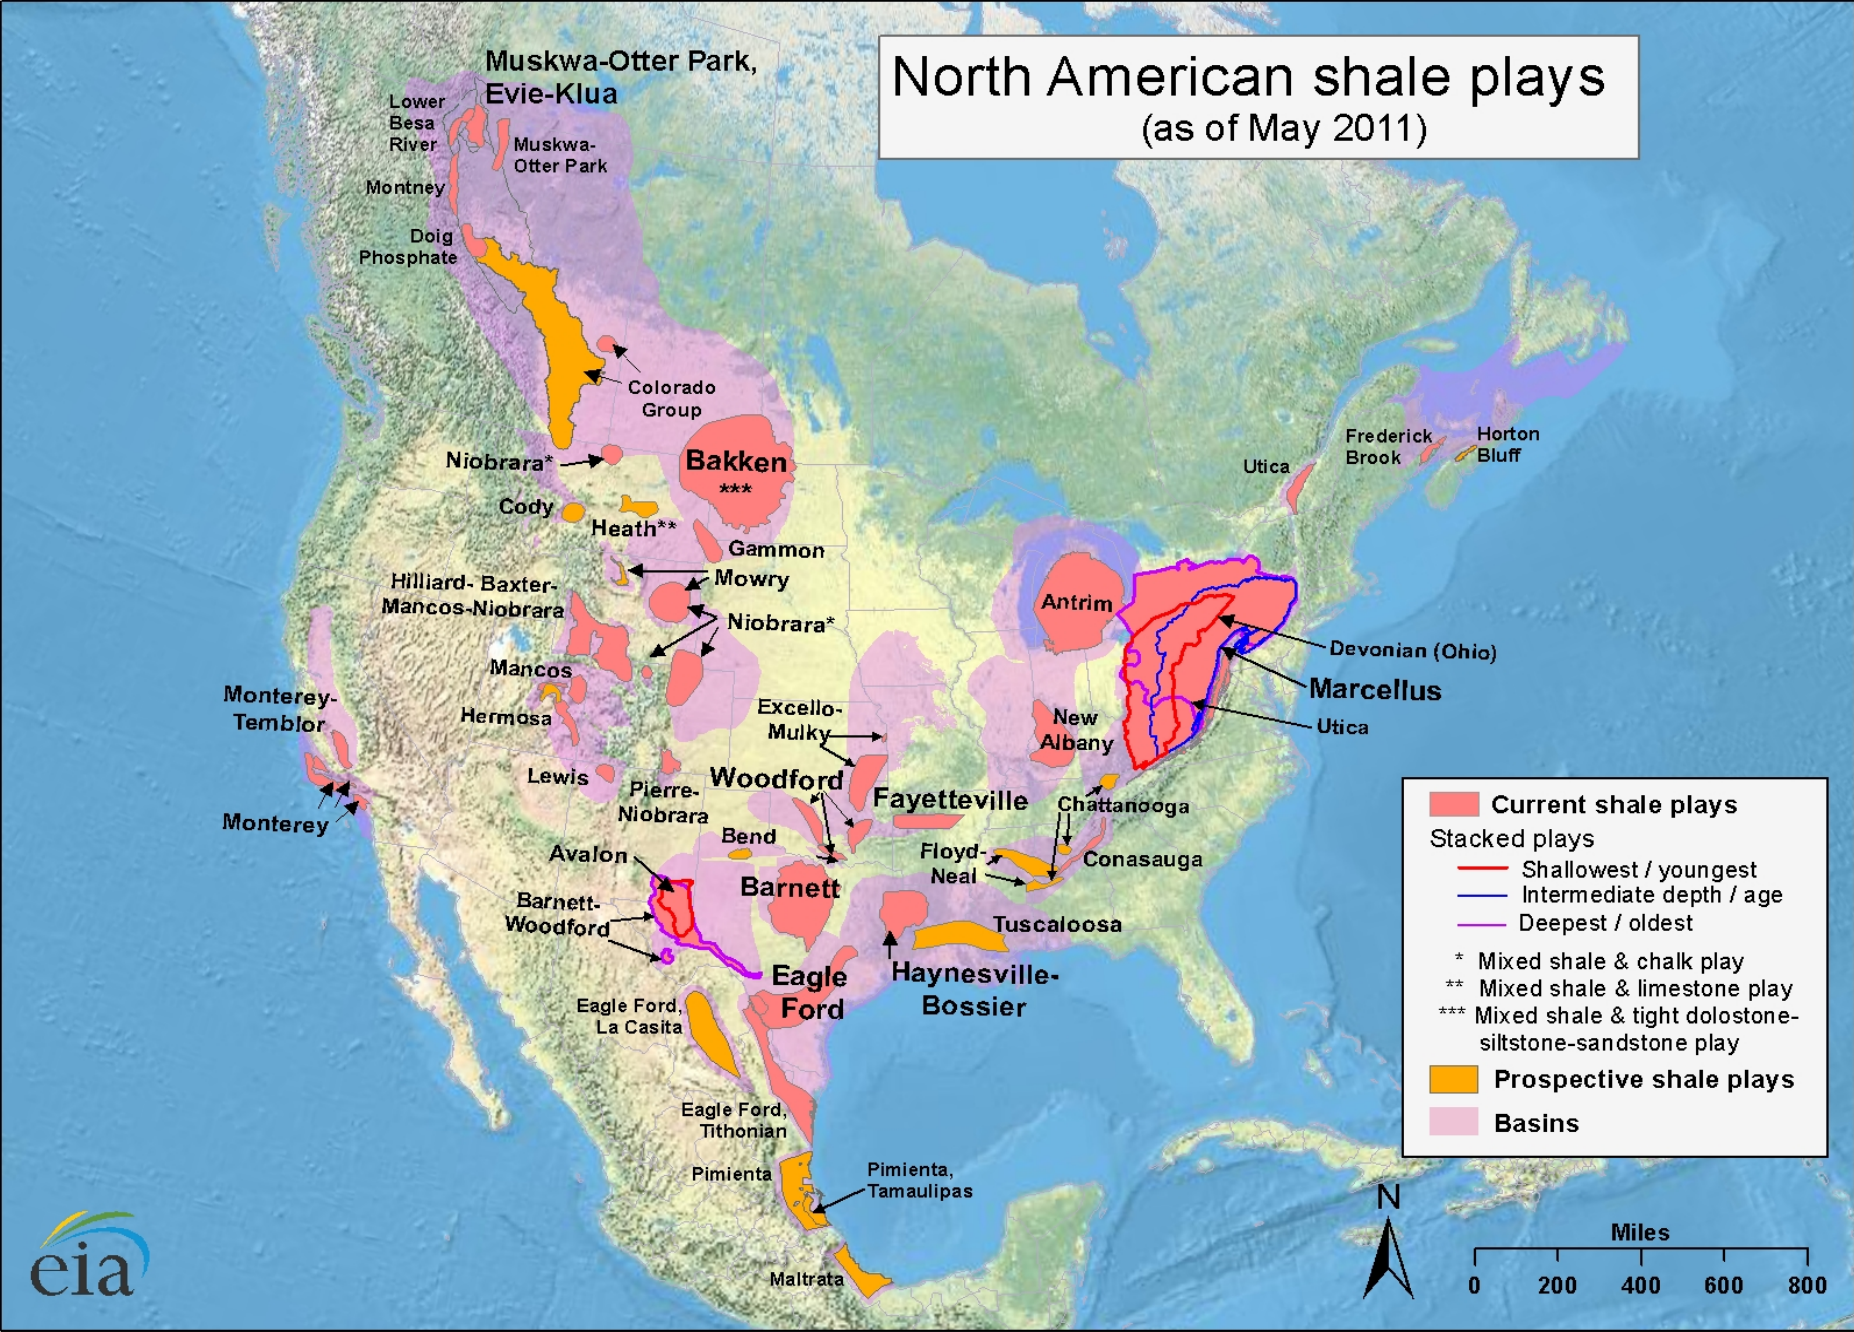 North American shale plays
(as of May 2011)
Muskwa-Otter Park,
Evie-Klua
Lower
Besa
River
Muskwa-
Otter Park
Montney
Doig
Phosphate
Colorado
Group
Niobrara*
Bakken
***
Cody
Heath**
Gammon
Mowry
Hilliard- Baxter-
Mancos-Niobrara
Niobrara*
Mancos
Hermosa
Monterey-
Temblor
Monterey
Lewis
Pierre-
Niobrara
Excello-
Mulky
Woodford
Fayetteville
Bend
Avalon
Barnett
Barnett-
Woodford
Eagle
Ford
Eagle Ford,
La Casita
Eagle Ford,
Tithonian
Pimienta
Pimienta,
Tamaulipas
Maltrata
Antrim
New
Albany
Chattanooga
Floyd-
Neal
Conasauga
Tuscaloosa
Haynesville-
Bossier
Devonian (Ohio)
Marcellus
Utica
Utica
Frederick
Brook
Horton
Bluff
Current shale plays
Stacked plays
Shallowest / youngest
Intermediate depth / age
Deepest / oldest
* Mixed shale & chalk play
** Mixed shale & limestone play
*** Mixed shale & tight dolostone-
siltstone-sandstone play
Prospective shale plays
Basins
N
Miles
0 200 400 600 800
eia